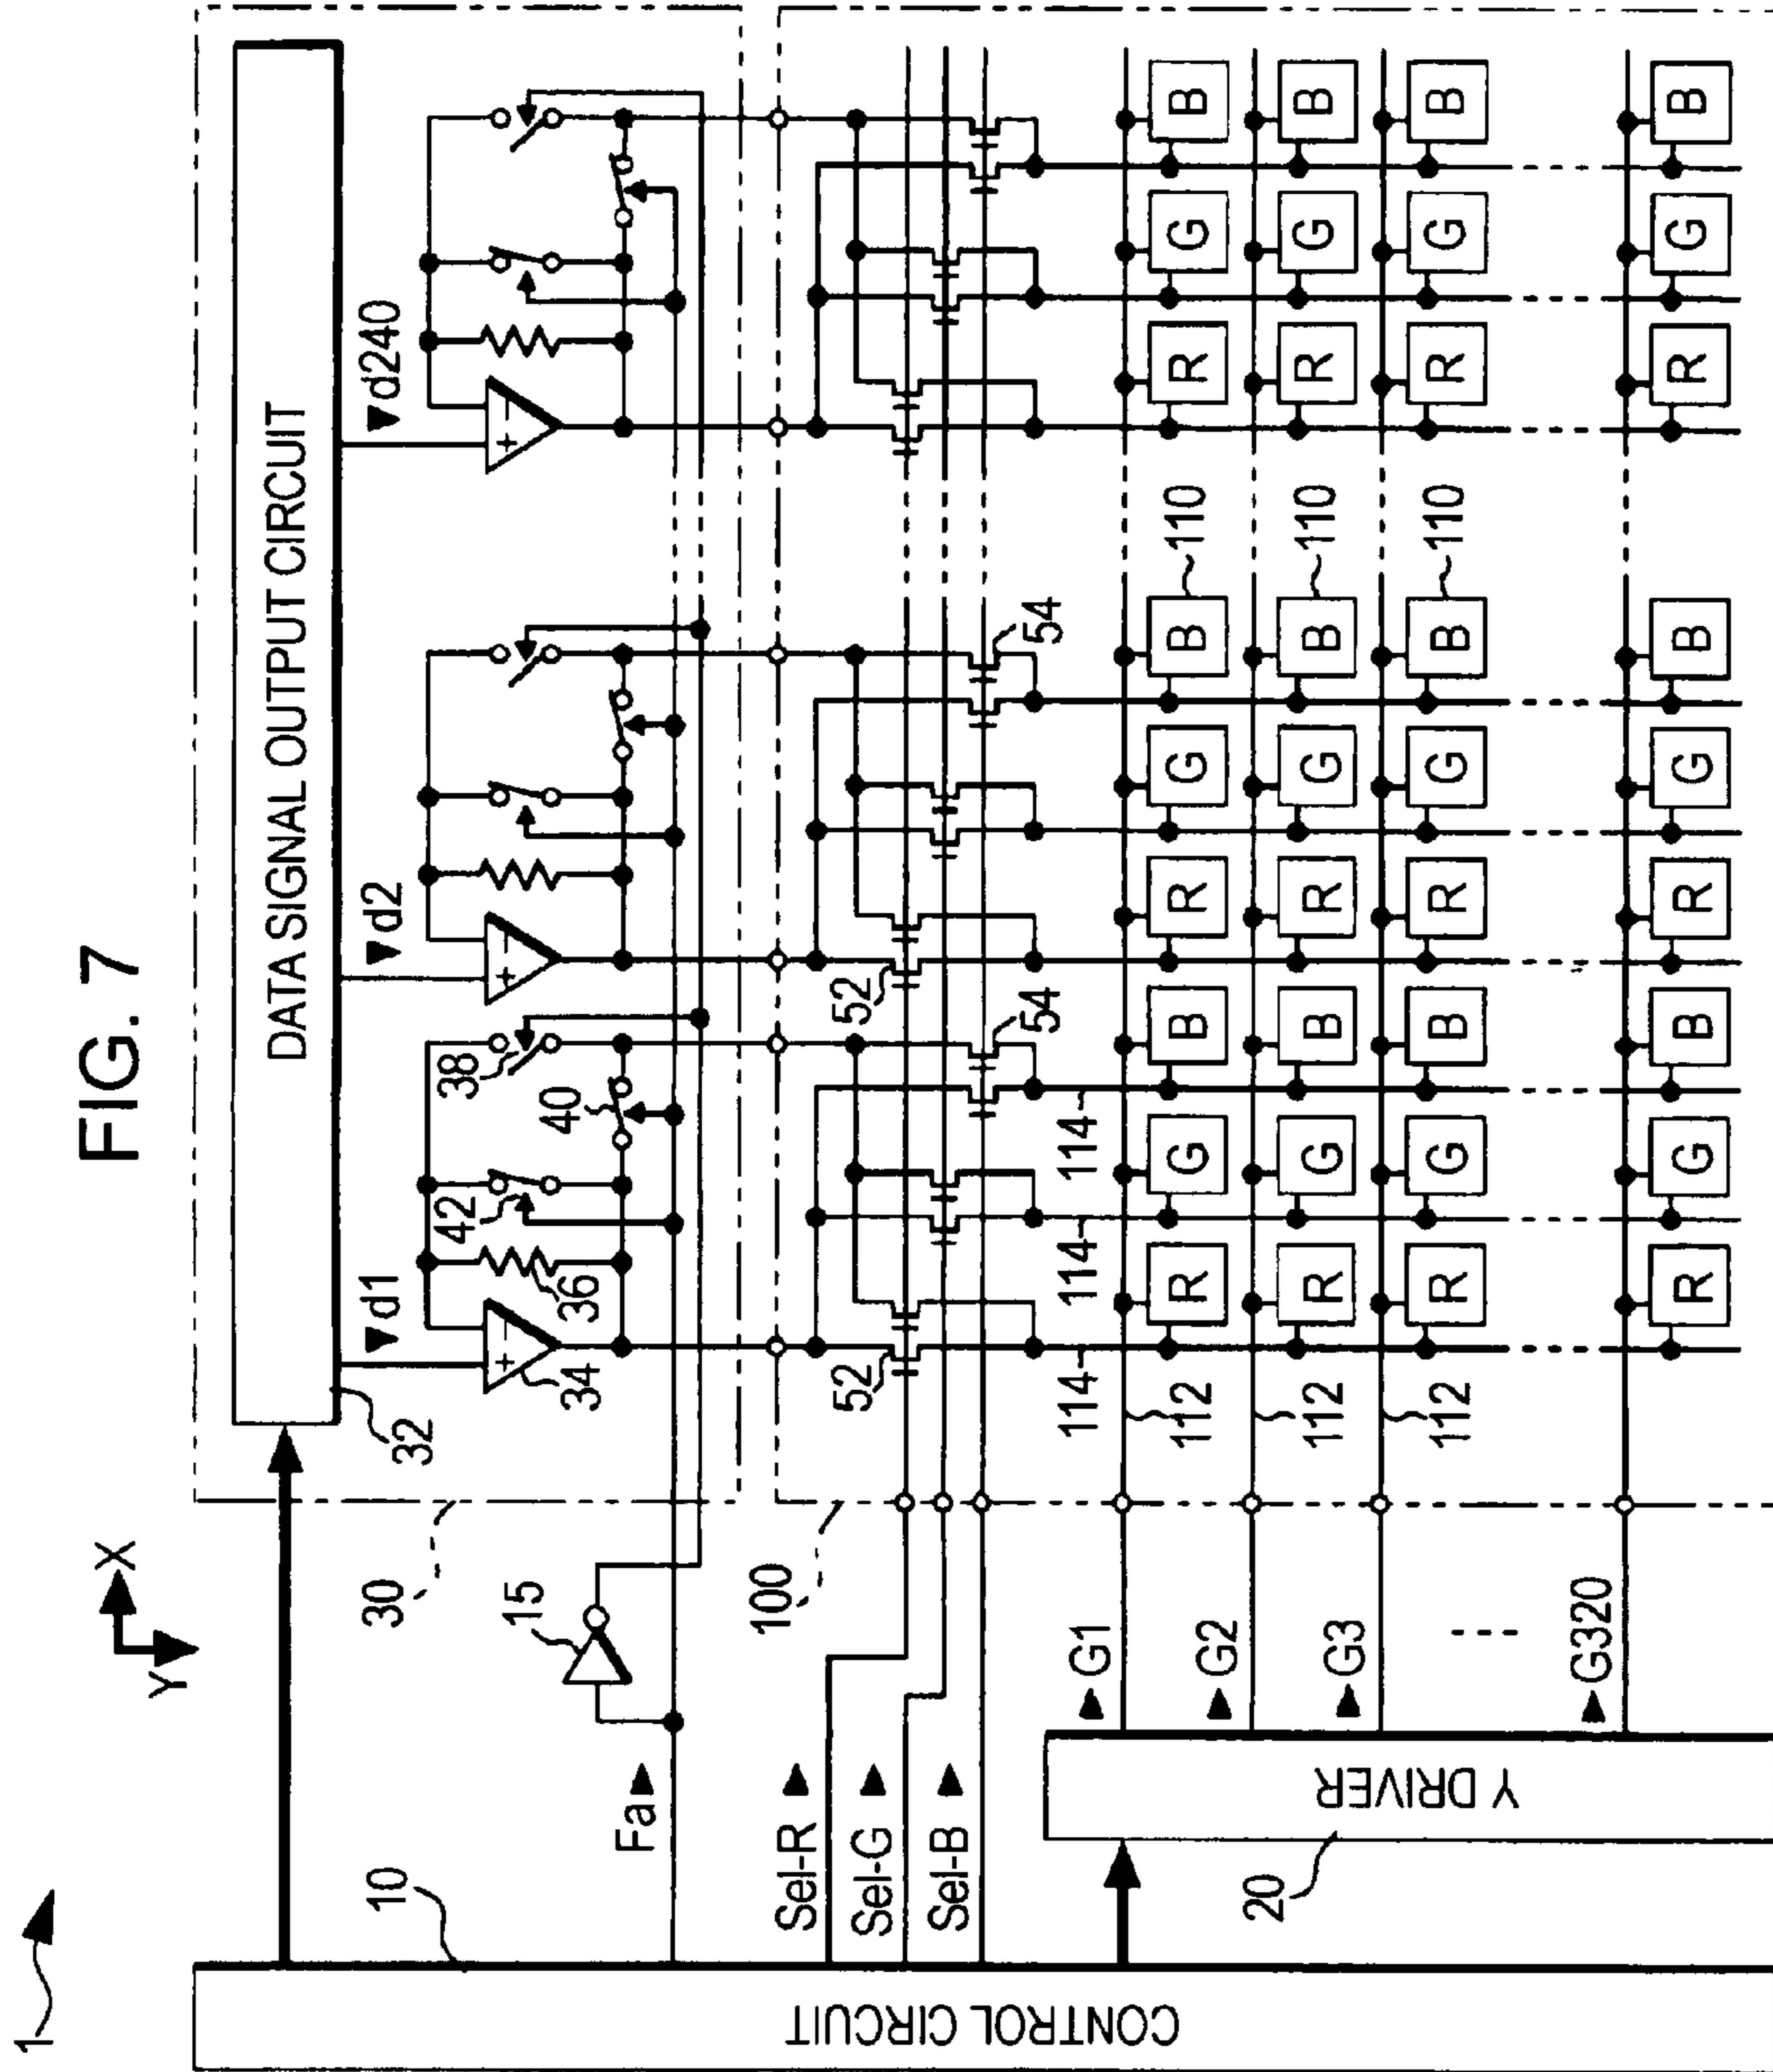 FIG. 7
1
X
Y
10
CONTROL CIRCUIT
30
32
DATA SIGNAL OUTPUT CIRCUIT
d1
d2
d240
34
36
42
40
38
15
Fa
100
Sel-R
Sel-G
Sel-B
52
54
52
54
114
114
114
20
Y DRIVER
G1
112
R G B R G B 110 R G B
G2
112
R G B R G B 110 R G B
G3
112
R G B R G B 110 R G B
G320
R G B R G B R G B